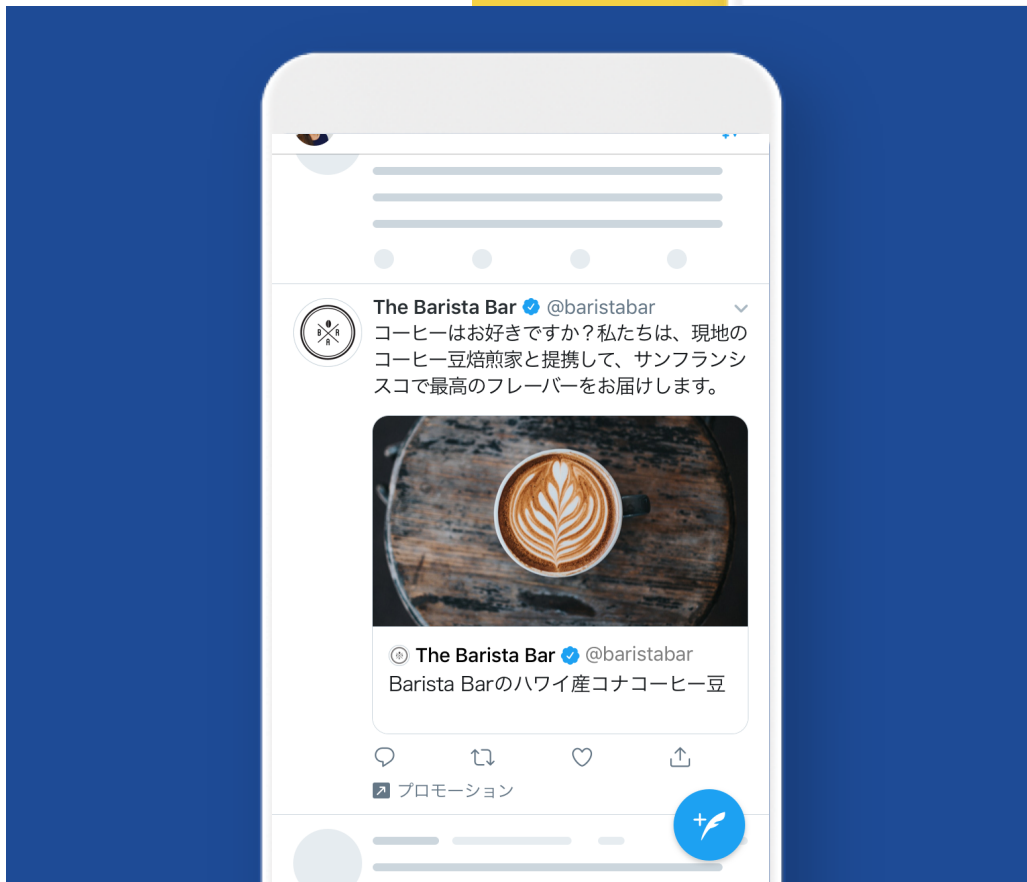 The Barista Bar @baristabar
コーヒーはお好きですか？私たちは、現地の
コーヒー豆焙煎家と提携して、サンフランシ
スコで最高のフレーバーをお届けします。
B R
A
The Barista Bar @baristabar
Barista Barのハワイ産コナコーヒー豆
プロモーション